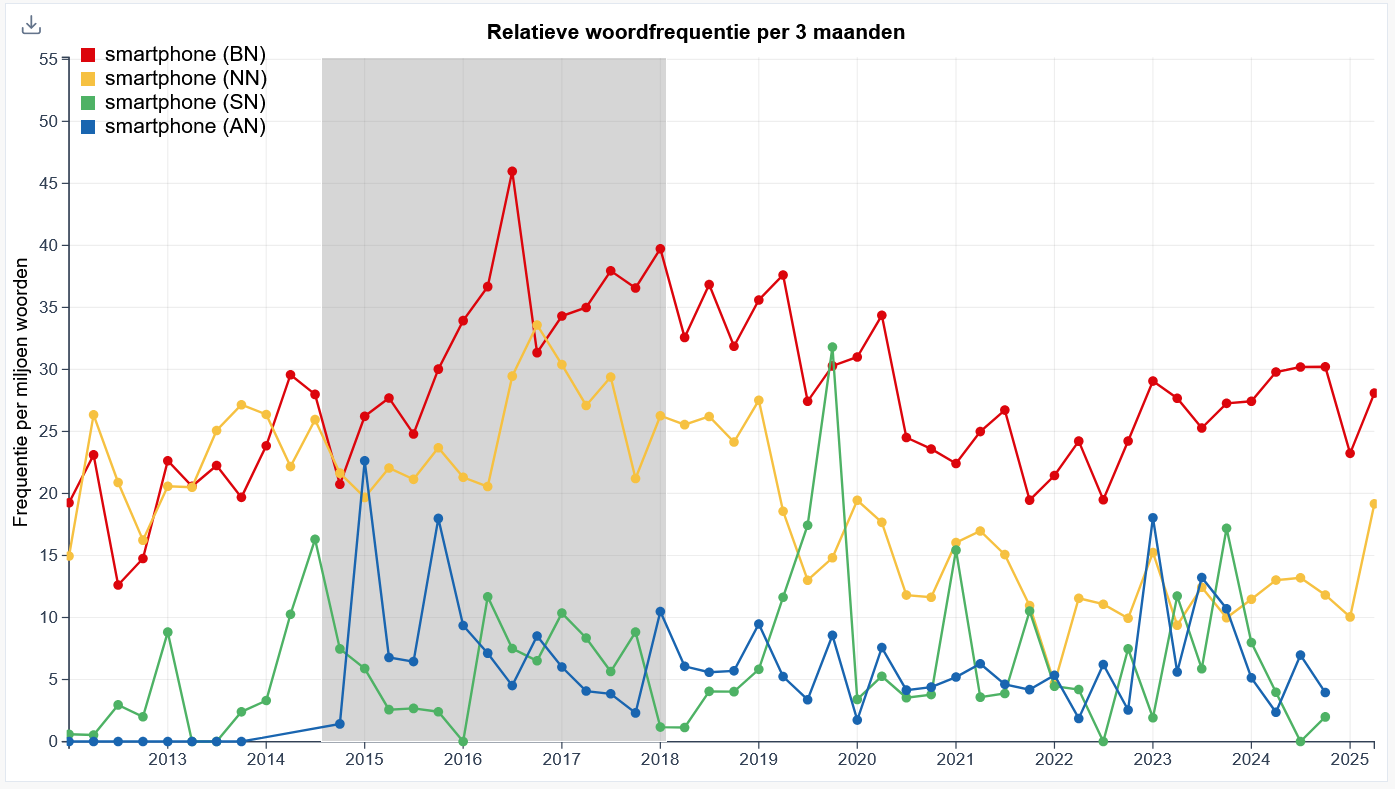 Relatieve woordfrequentie per 3 maanden
smartphone (BN)
smartphone (NN)
smartphone (SN)
smartphone (AN)
Frequentie per miljoen woorden
55
50
45
40
35
30
25
20
15
10
5
0
2013 2014 2015 2016 2017 2018 2019 2020 2021 2022 2023 2024 2025